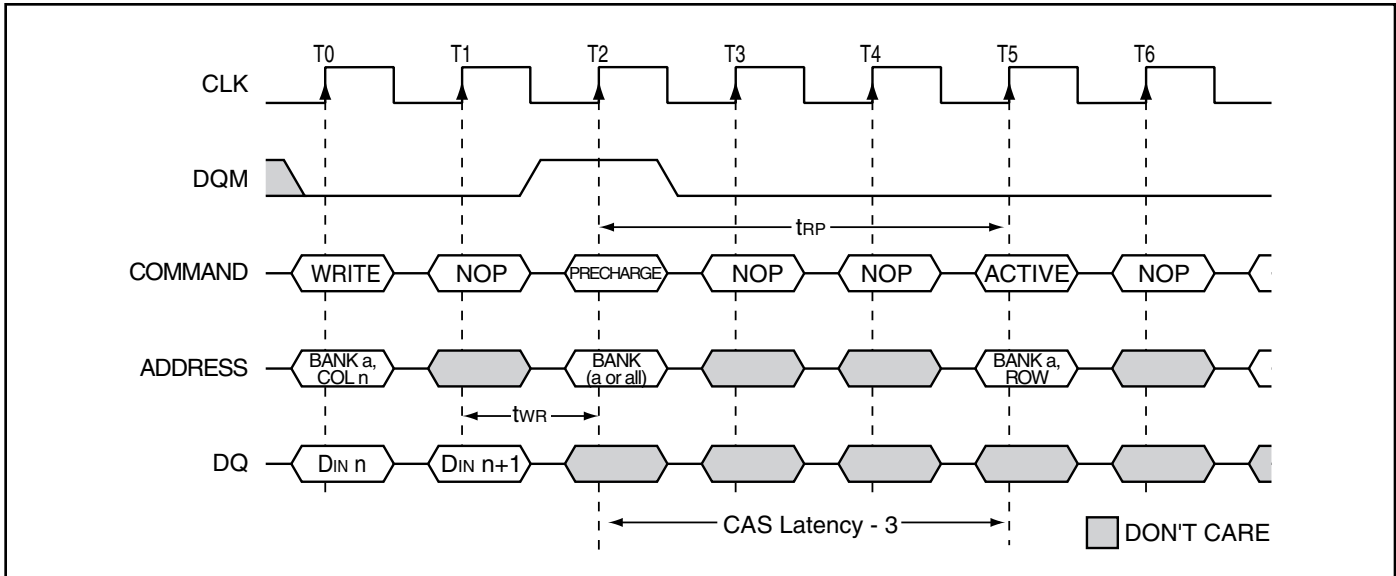 T0 T1 T2 T3 T4 T5 T6
CLK
DQM
tRP
COMMAND WRITE NOP PRECHARGE NOP NOP ACTIVE NOP
ADDRESS BANK a, COL n BANK (a or all) BANK a, ROW
tWR
DQ DIN n DIN n+1
CAS Latency - 3
DON'T CARE